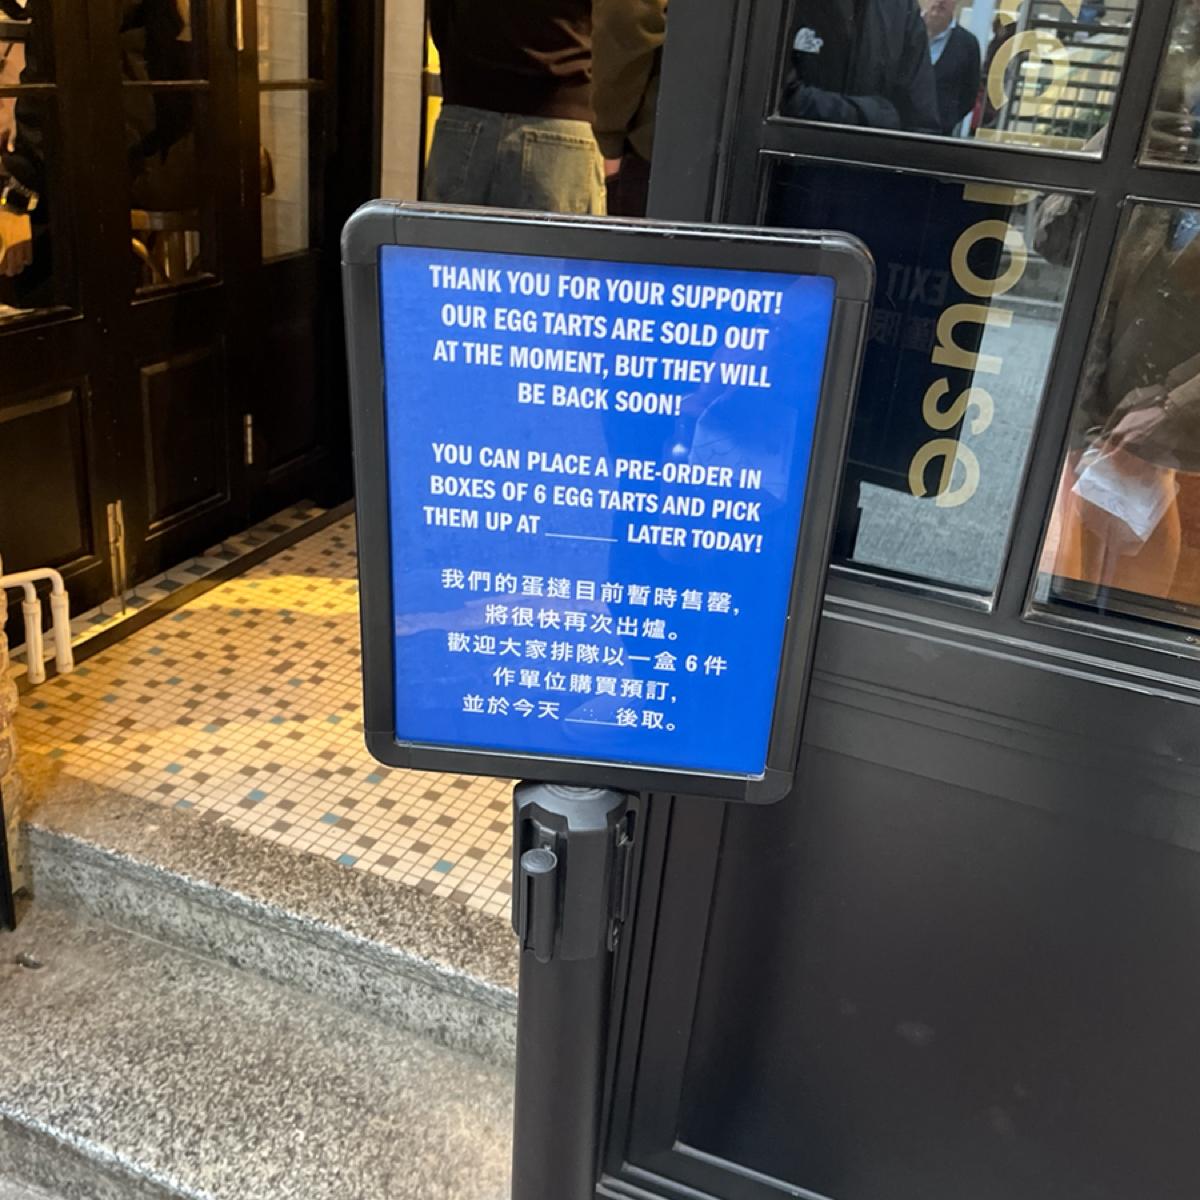 THANK YOU FOR YOUR SUPPORT!
OUR EGG TARTS ARE SOLD OUT
AT THE MOMENT, BUT THEY WILL
BE BACK SOON!
YOU CAN PLACE A PRE-ORDER IN
BOXES OF 6 EGG TARTS AND PICK
THEM UP AT ______ LATER TODAY!
我們的蛋撻目前暫時售罄,
將很快再次出爐。
歡迎大家排隊以一盒 6 件
作單位購買預訂,
並於今天 ____ 後取。
EXIT